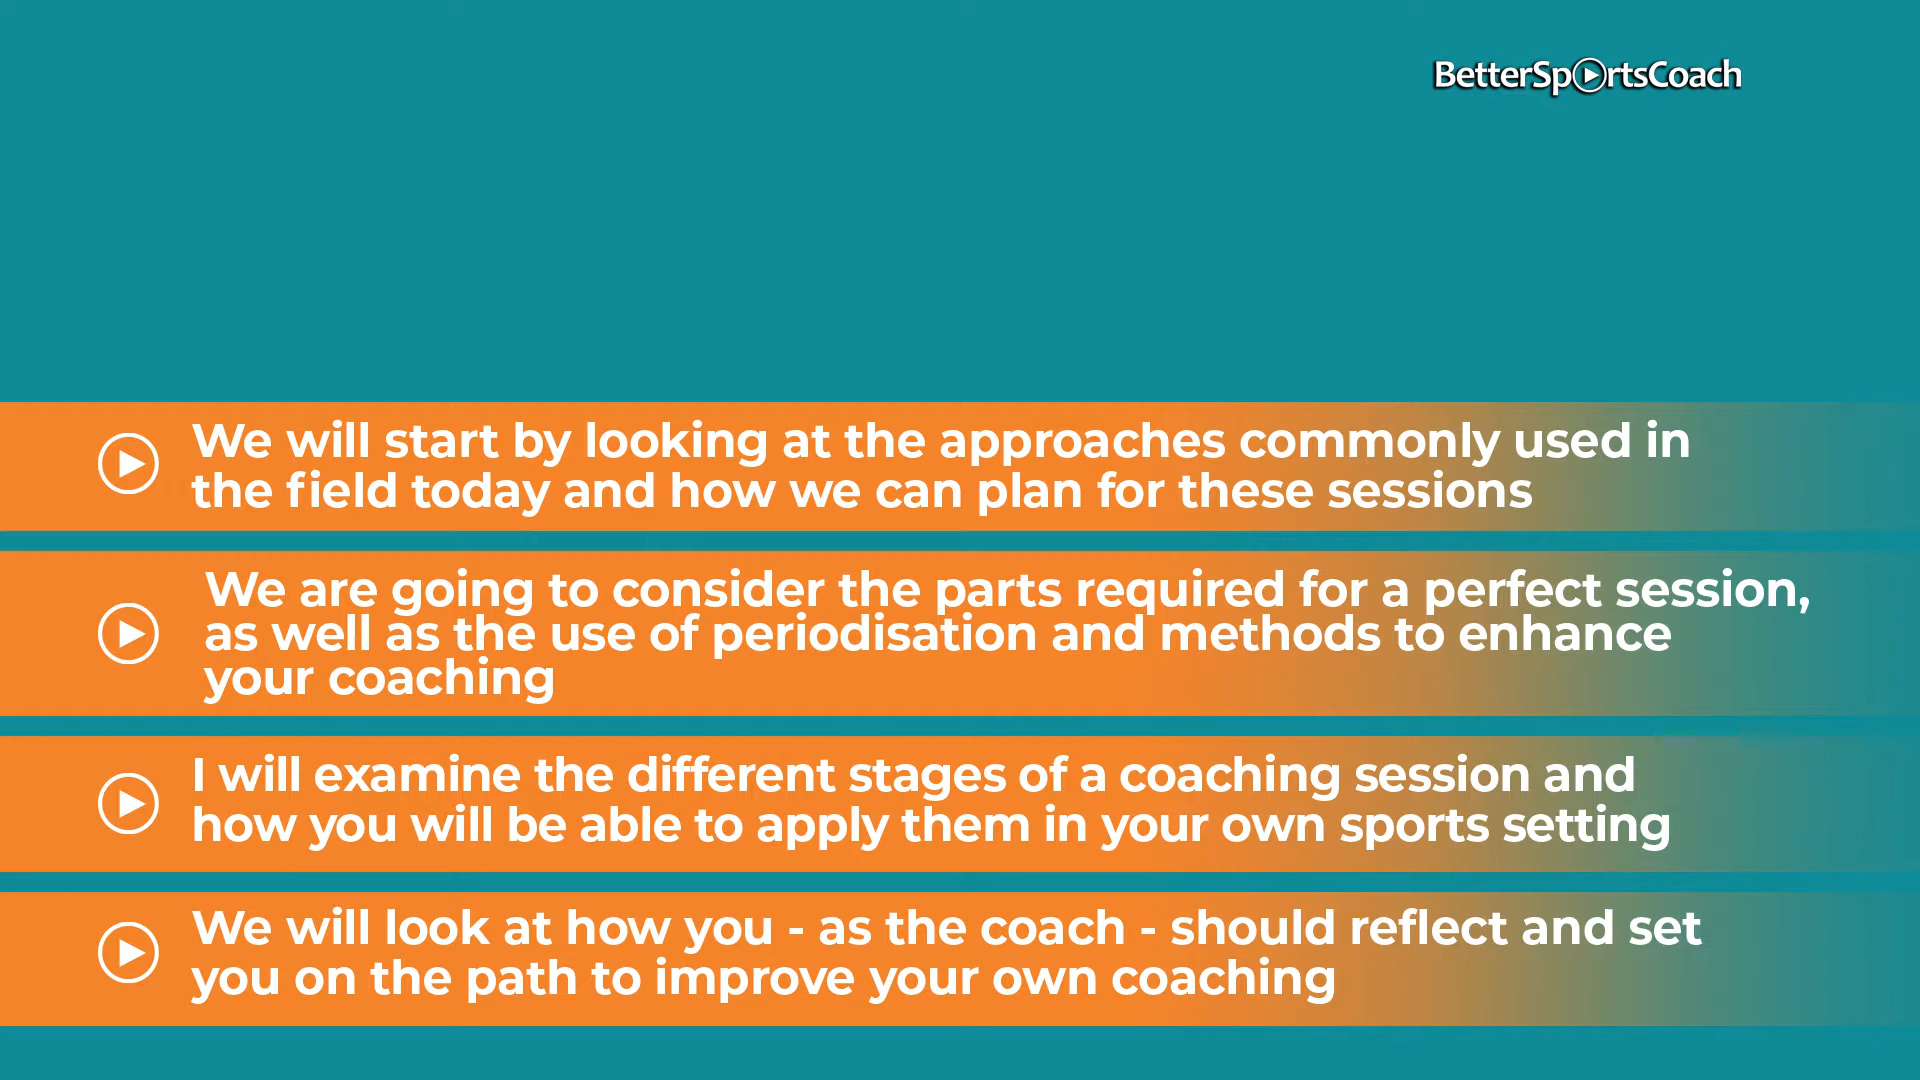 BetterSportsCoach
We will start by looking at the approaches commonly used in
the field today and how we can plan for these sessions
We are going to consider the parts required for a perfect session,
as well as the use of periodisation and methods to enhance
your coaching
I will examine the different stages of a coaching session and
how you will be able to apply them in your own sports setting
We will look at how you - as the coach - should reflect and set
you on the path to improve your own coaching